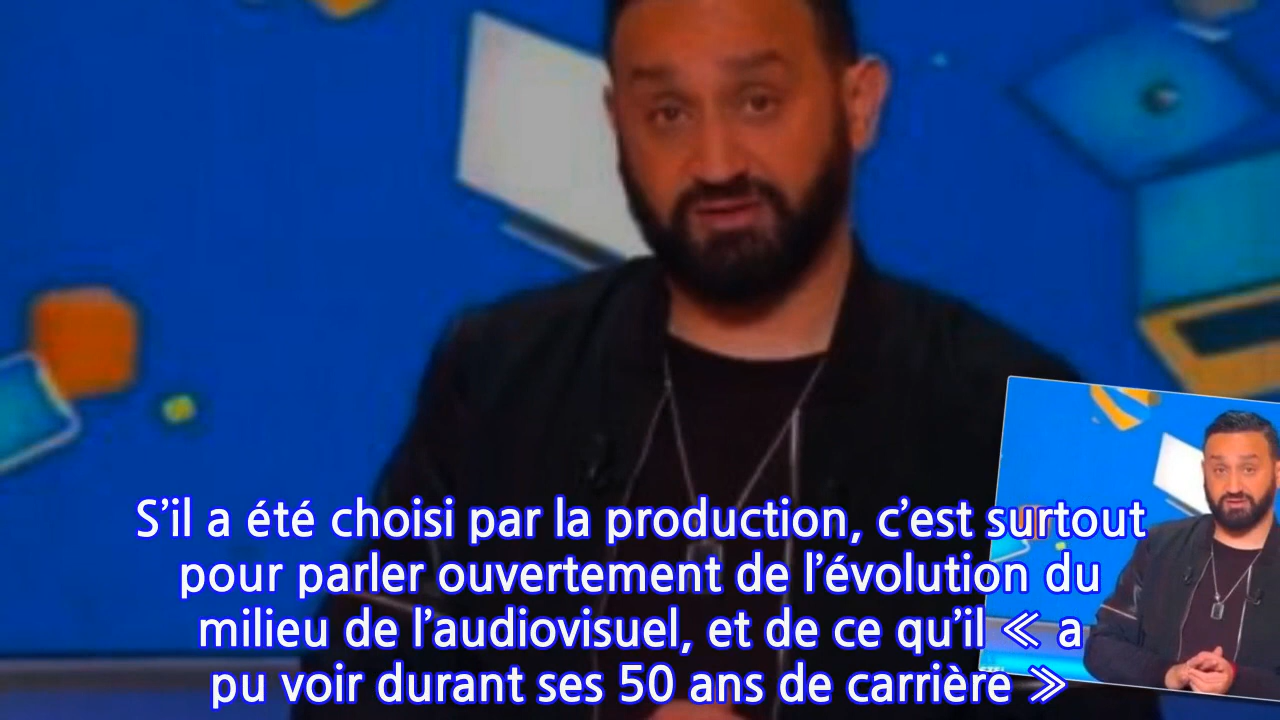 S’il a été choisi par la production, c’est surtout
pour parler ouvertement de l’évolution du
milieu de l’audiovisuel, et de ce qu’il « a
pu voir durant ses 50 ans de carrière »